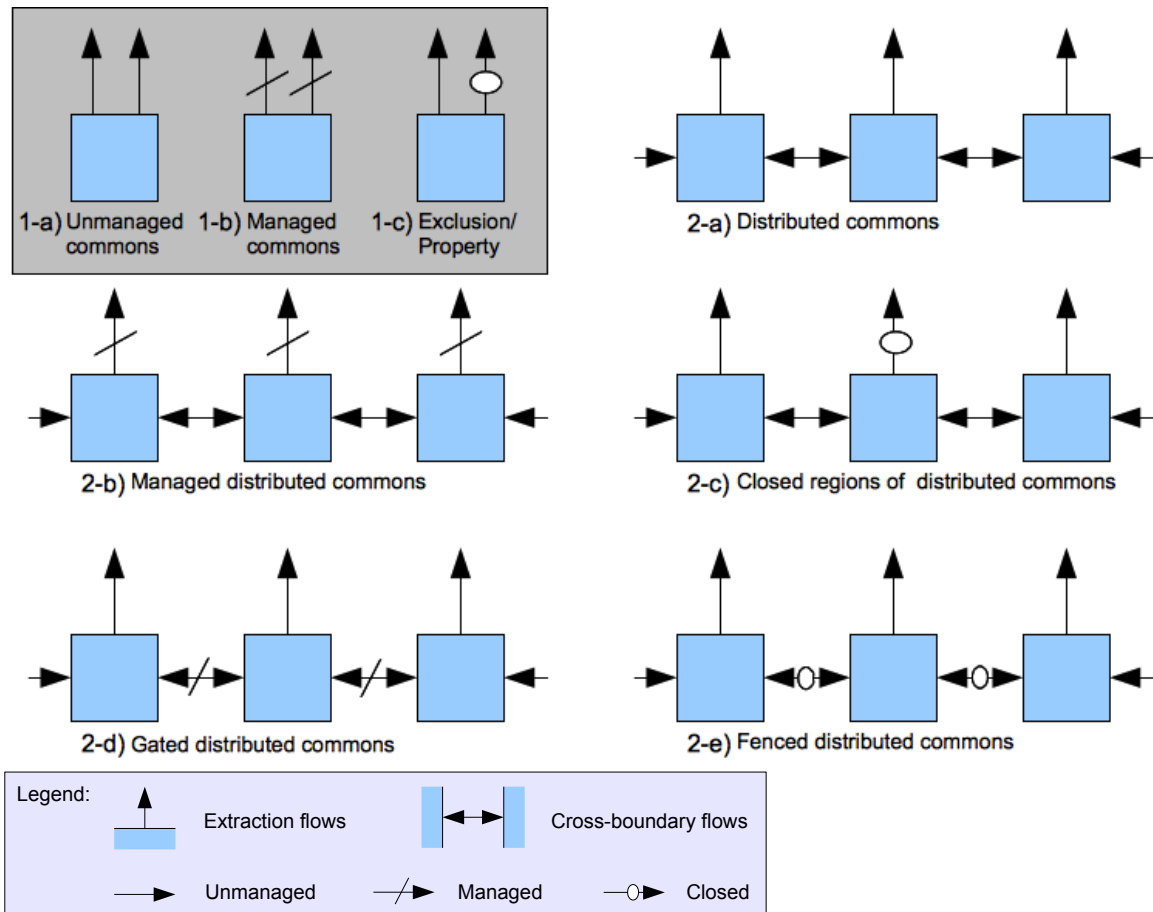 1-a) Unmanaged
commons
1-b) Managed
commons
1-c) Exclusion/
Property
2-a) Distributed commons
2-b) Managed distributed commons
2-c) Closed regions of distributed commons
2-d) Gated distributed commons
2-e) Fenced distributed commons
Legend:
Extraction flows
Cross-boundary flows
Unmanaged
Managed
Closed